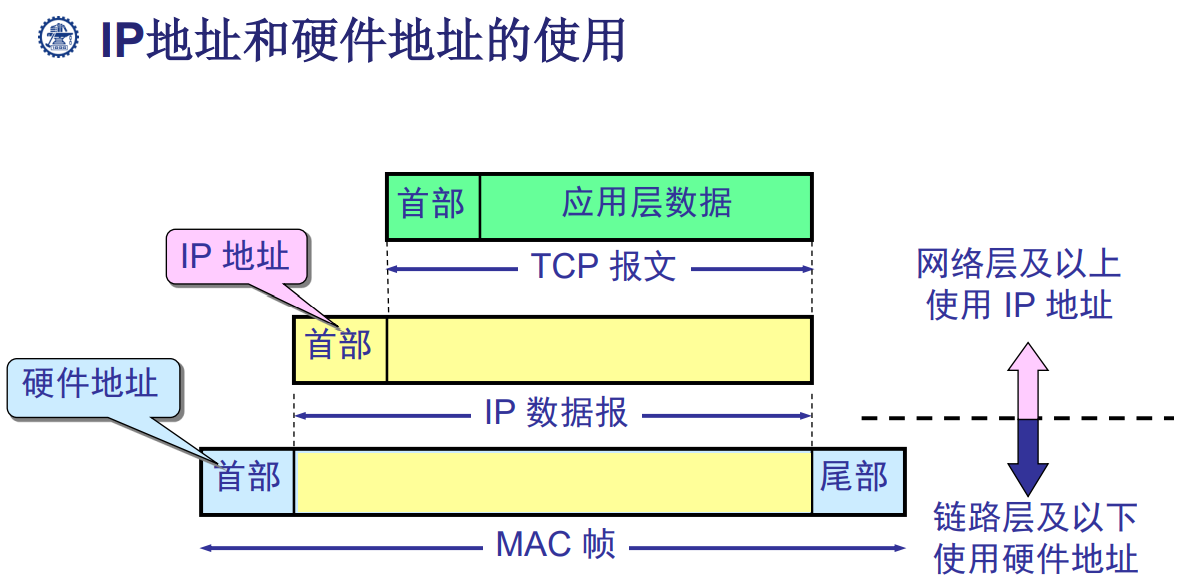 IP地址和硬件地址的使用
首部 应用层数据
IP 地址
TCP 报文
网络层及以上
使用 IP 地址
首部
硬件地址
IP 数据报
首部 尾部
链路层及以下
使用硬件地址
MAC 帧